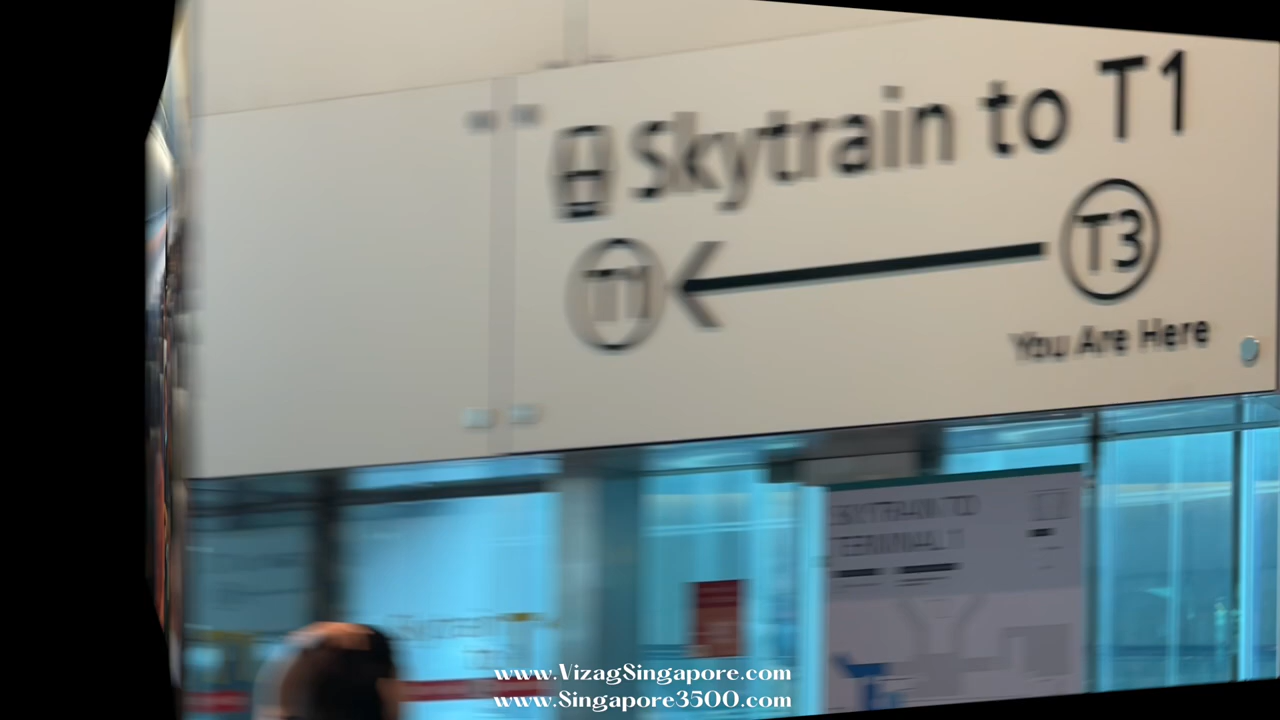 Skytrain to T1
T1
T3
You Are Here
SKYTRAIN TO
TERMINAL 1
www.VizagSingapore.com
www.Singapore3500.com